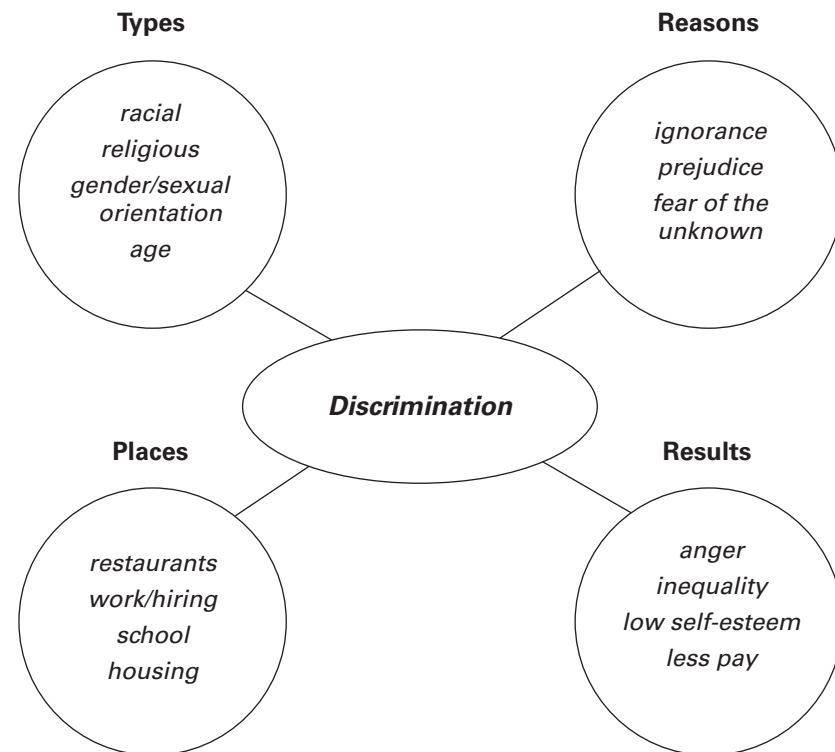 Types
racial
religious
gender/sexual
orientation
age
Reasons
ignorance
prejudice
fear of the
unknown
Discrimination
Places
restaurants
work/hiring
school
housing
Results
anger
inequality
low self-esteem
less pay